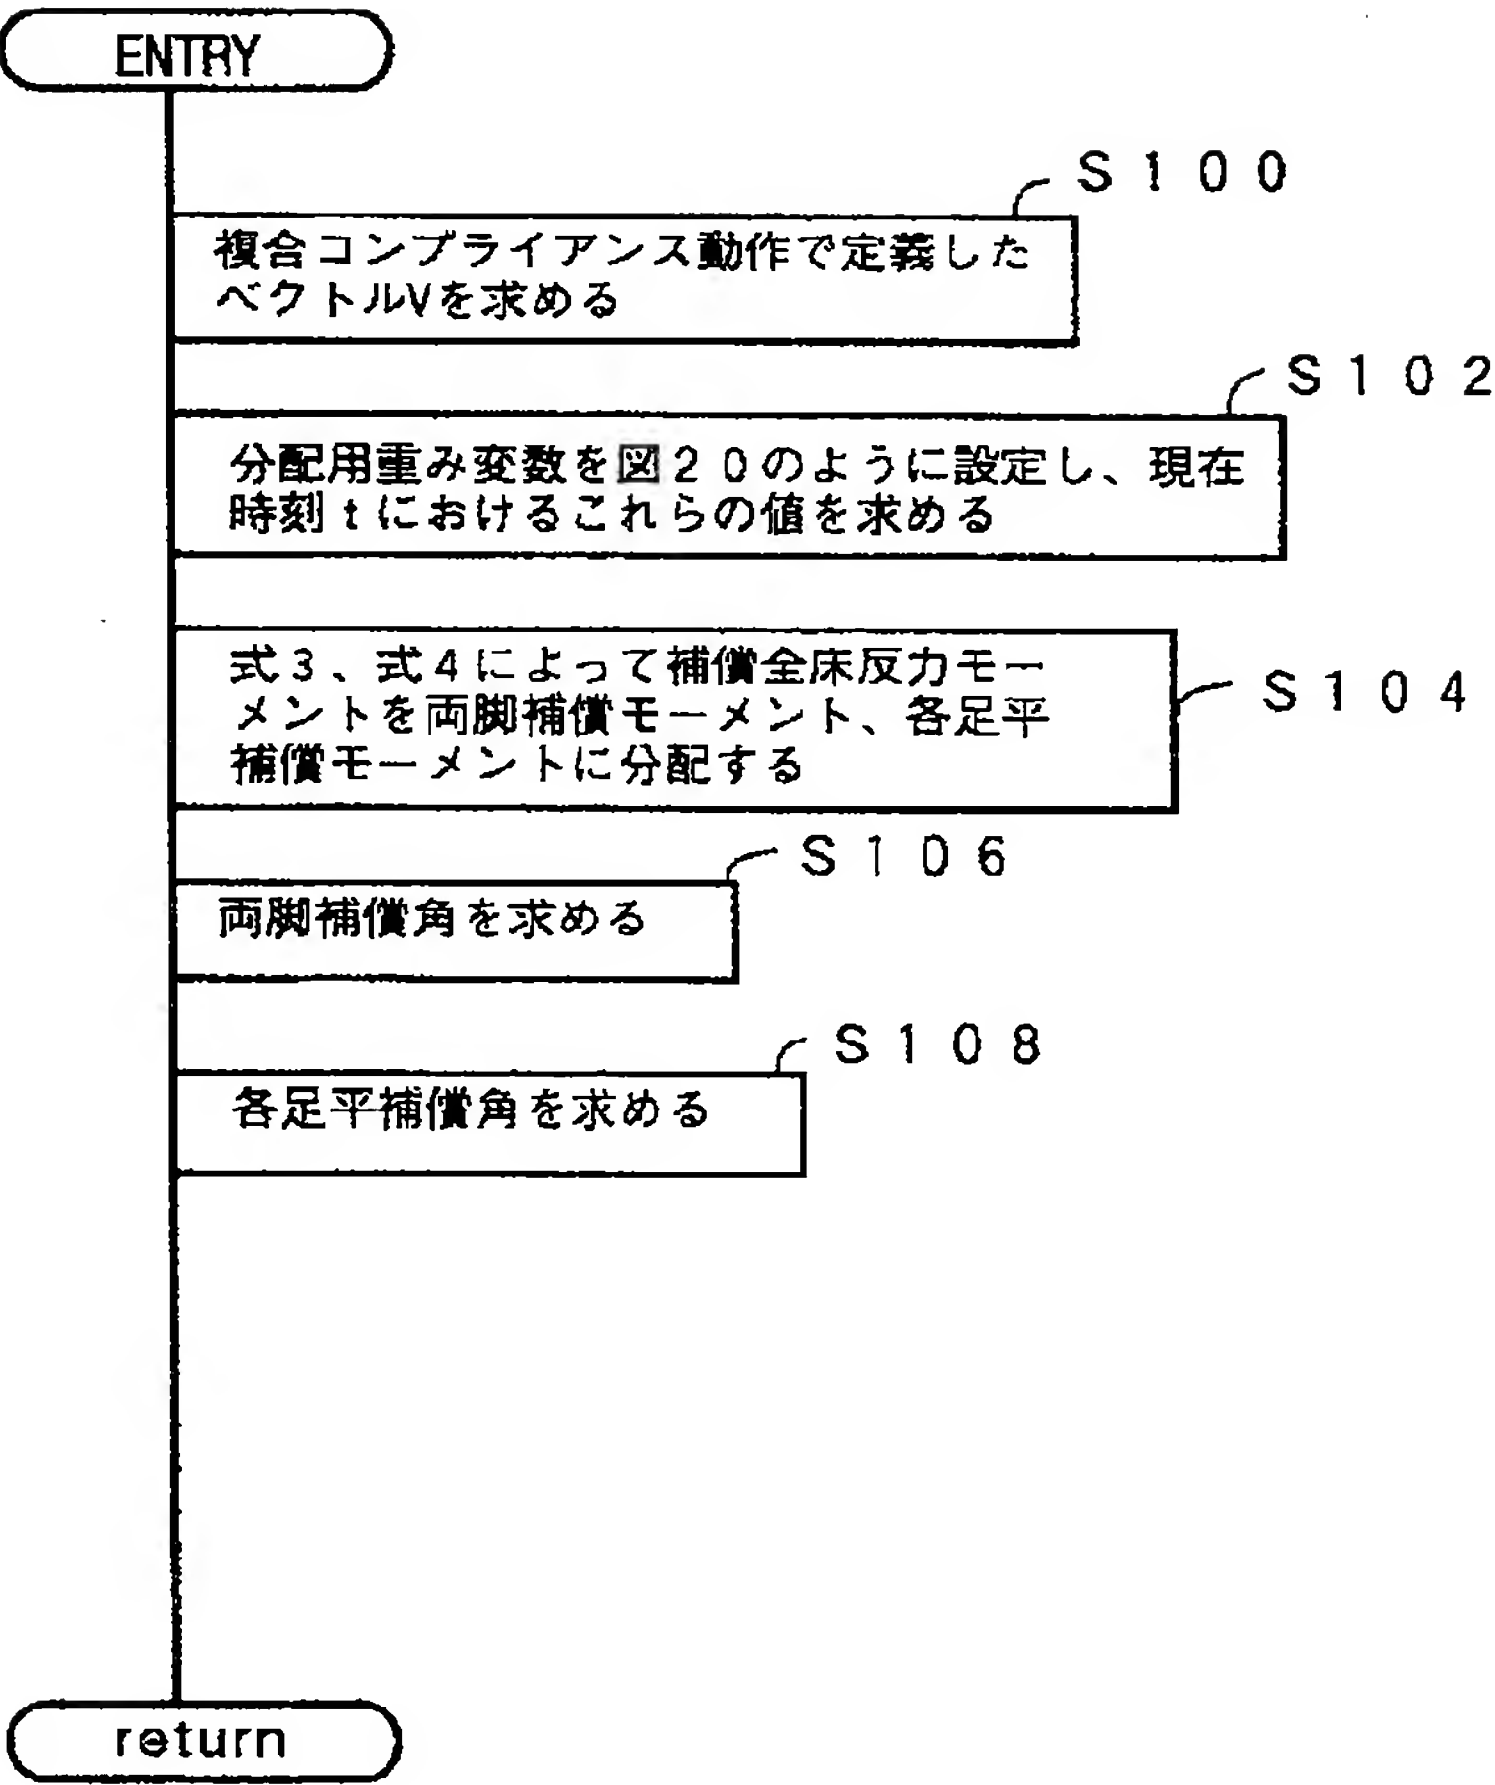 ENTRY
S100
複合コンプライアンス動作で定義した
ベクトルVを求める
S102
分配用重み変数を図20のように設定し、現在
時刻tにおけるこれらの値を求める
S104
式3、式4によって補償全床反力モー
メントを両脚補償モーメント、各足平
補償モーメントに分配する
S106
両脚補償角を求める
S108
各足平補償角を求める
return